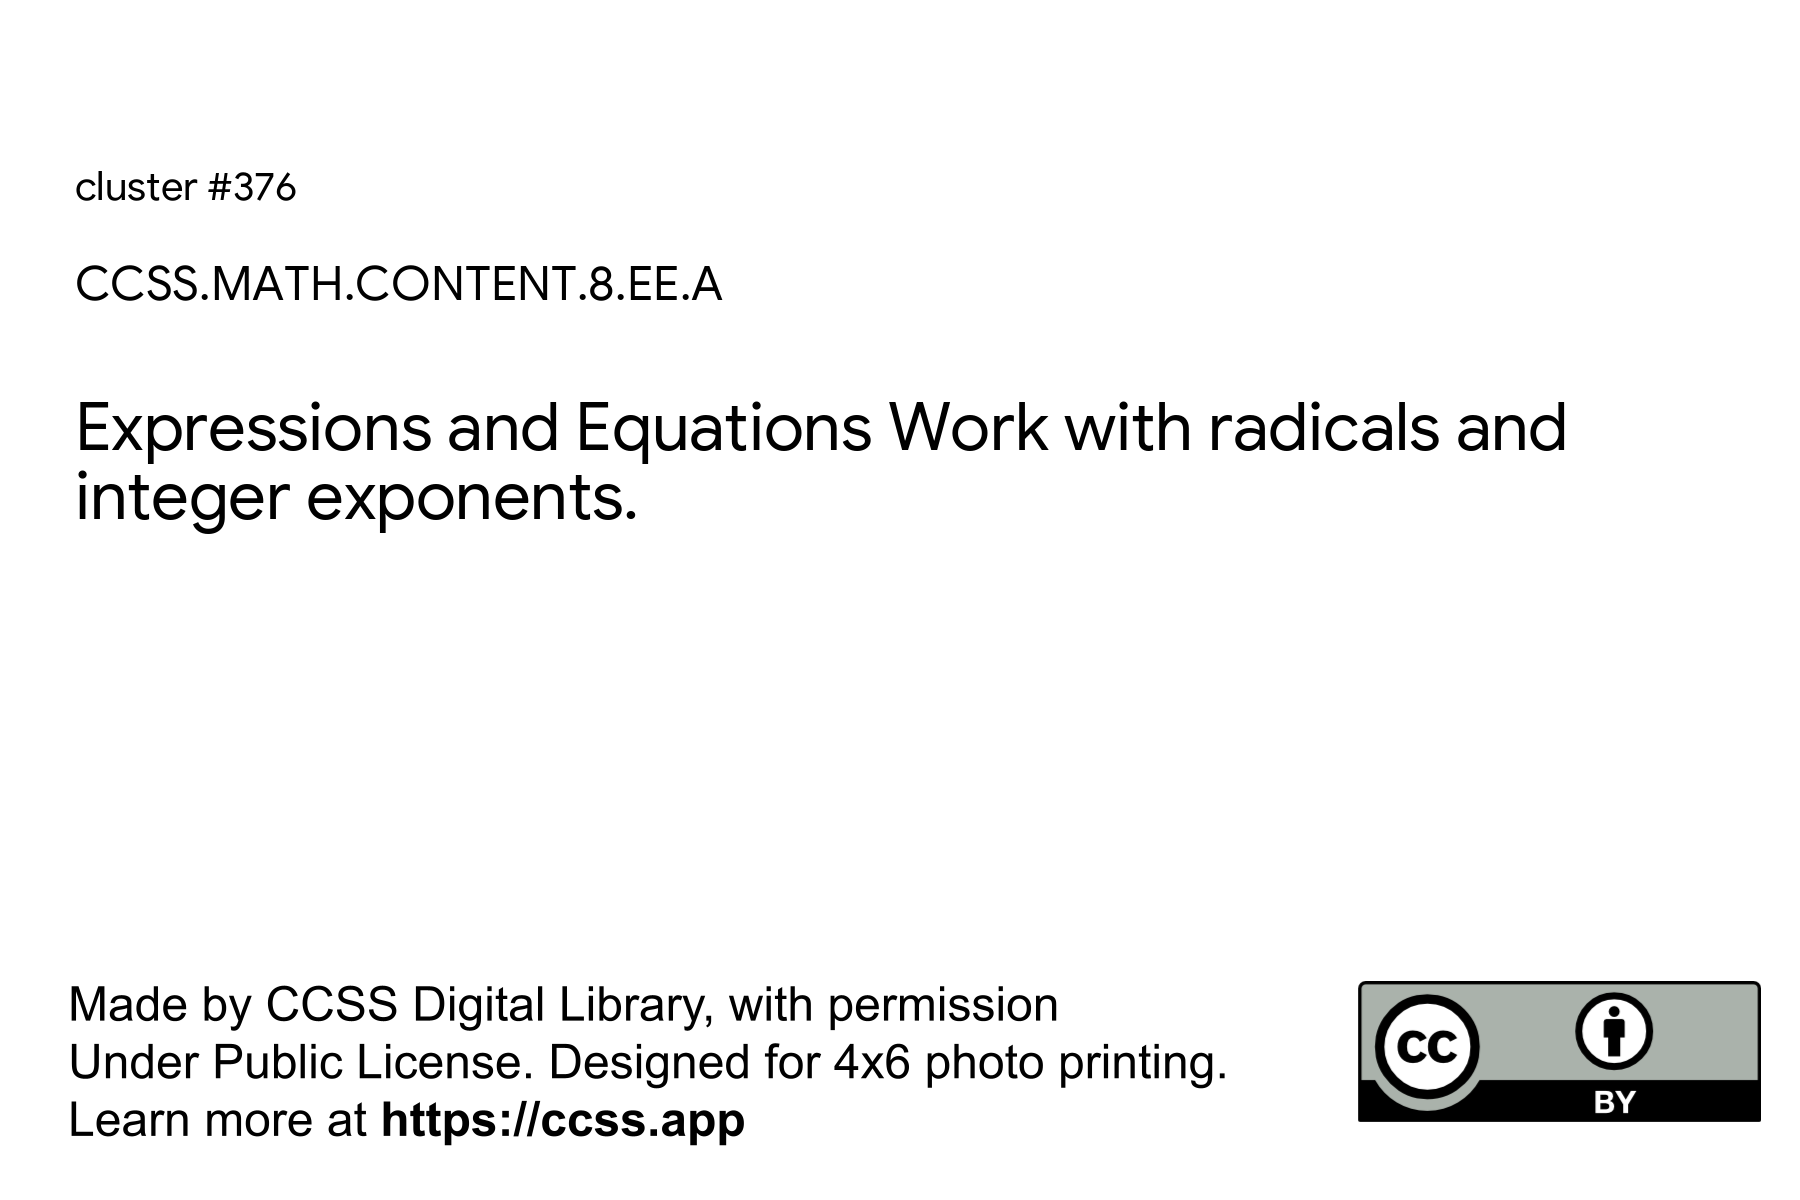 cluster #376
CCSS.MATH.CONTENT.8.EE.A
Expressions and Equations Work with radicals and
integer exponents.
Made by CCSS Digital Library, with permission
Under Public License. Designed for 4x6 photo printing.
Learn more at https://ccss.app
cc
BY